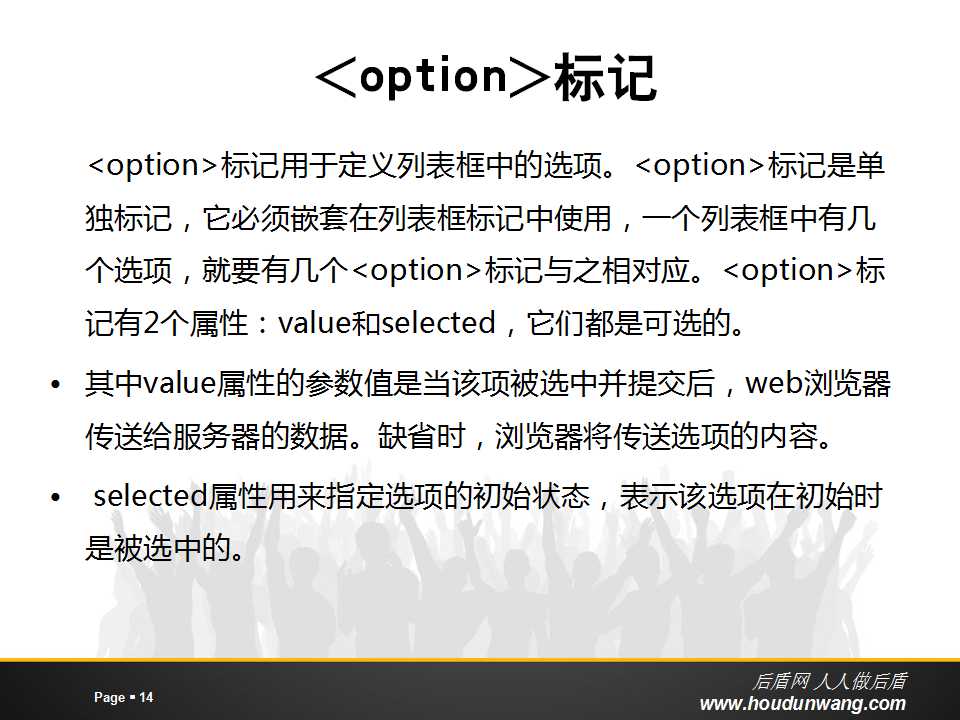 <option>标记
<option>标记用于定义列表框中的选项。<option>标记是单
独标记，它必须嵌套在列表框标记中使用，一个列表框中有几
个选项，就要有几个<option>标记与之相对应。<option>标
记有2个属性：value和selected，它们都是可选的。
• 其中value属性的参数值是当该项被选中并提交后，web浏览器
传送给服务器的数据。缺省时，浏览器将传送选项的内容。
• selected属性用来指定选项的初始状态，表示该选项在初始时
是被选中的。
Page ▪ 14
后盾网 人人做后盾
www.houdunwang.com